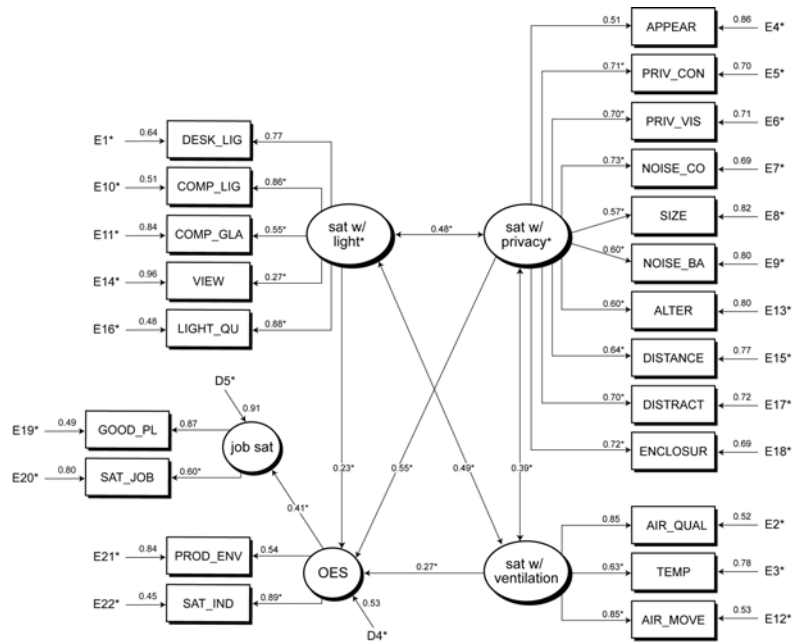 0.51
APPEAR
0.86
E4*
0.71*
PRIV_CON
0.70
E5*
0.70*
PRIV_VIS
0.71
E6*
0.73*
NOISE_CO
0.69
E7*
0.57*
SIZE
0.82
E8*
0.60*
NOISE_BA
0.80
E9*
0.60*
ALTER
0.80
E13*
0.64*
DISTANCE
0.77
E15*
0.70*
DISTRACT
0.72
E17*
0.72*
ENCLOSUR
0.69
E18*
E1*
0.64
DESK_LIG
0.77
E10*
0.51
COMP_LIG
0.86*
E11*
0.84
COMP_GLA
0.55*
E14*
0.96
VIEW
0.27*
E16*
0.48
LIGHT_QU
0.88*
sat w/
light*
0.48*
sat w/
privacy*
D5*
0.91
E19*
0.49
GOOD_PL
0.87
job sat
E20*
0.80
SAT_JOB
0.60*
0.41*
0.23*
0.55*
0.49*
0.39*
E21*
0.84
PROD_ENV
0.54
E22*
0.45
SAT_IND
0.89*
OES
0.53
D4*
0.27*
sat w/
ventilation
0.85
AIR_QUAL
0.52
E2*
0.63*
TEMP
0.78
E3*
0.85*
AIR_MOVE
0.53
E12*